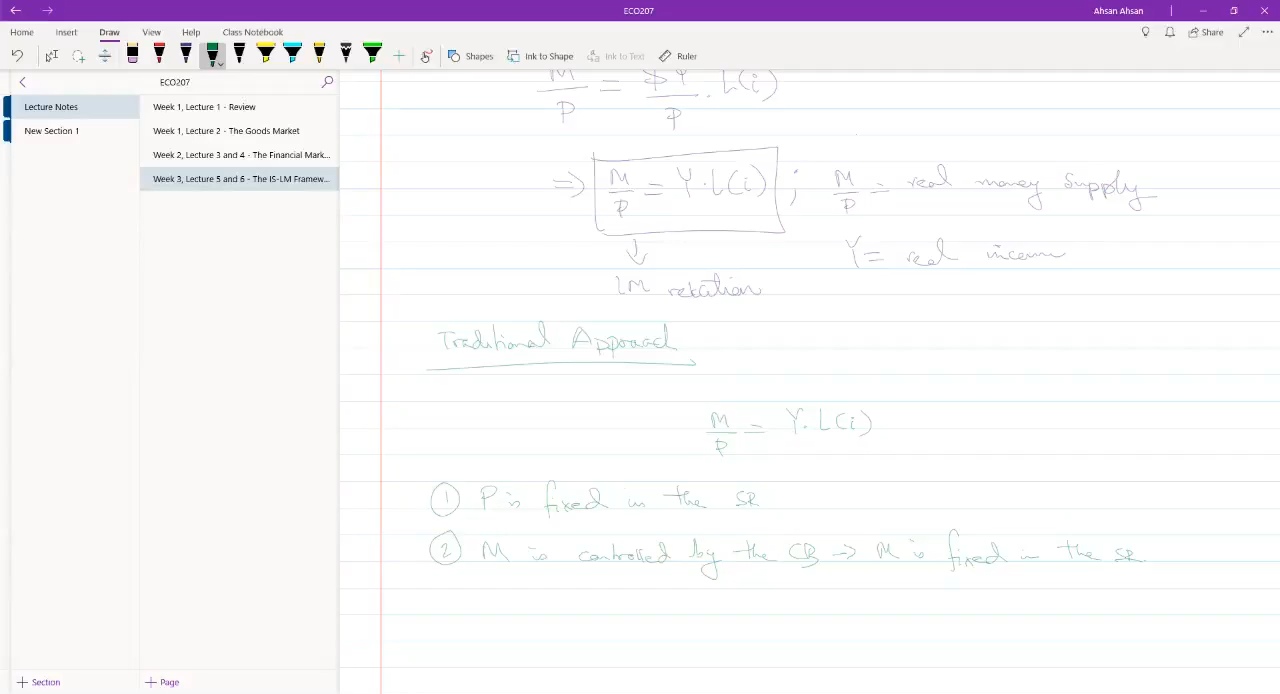 ECO207
Ahsan Ahsan
Home Insert Draw View Help Class Notebook
Share
Shapes Ink to Shape Ink to Text Ruler
ECO207
Lecture Notes
New Section 1
Week 1, Lecture 1 - Review
Week 1, Lecture 2 - The Goods Market
Week 2, Lecture 3 and 4 - The Financial Mark...
Week 3, Lecture 5 and 6 - The IS-LM Framew...
M/P = $Y/P . L(i)
=> M/P = Y.L(i) ; M/P = real money supply
↓ Y = real income
LM relation
Traditional Approach
M/P = Y.L(i)
① P is fixed in the SR
② M is controlled by the CB → M is fixed in the SR
+ Section
+ Page